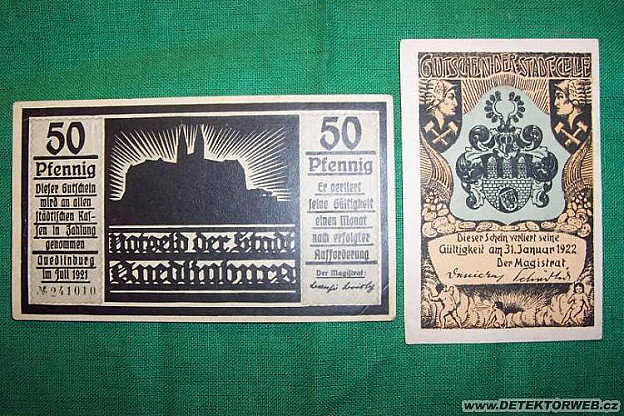 50
Pfennig
Dieser Gutschein
wird an allen
städtischen Kas-
sen in Zahlung
genommen
Quedlinburg
im Juli 1921
№ 241010
Notgeld der Stadt
Quedlinburg
50
Pfennig
Er verliert
seine Gültigkeit
einen Monat
nach erfolgter
Aufforderung
Der Magistrat:
GUTSCHEIN·DER·STADT·CELLE
Dieser Schein verliert seine
Gültigkeit am 31. Januar 1922
Der Magistrat
www.DETEKTORWEB.cz